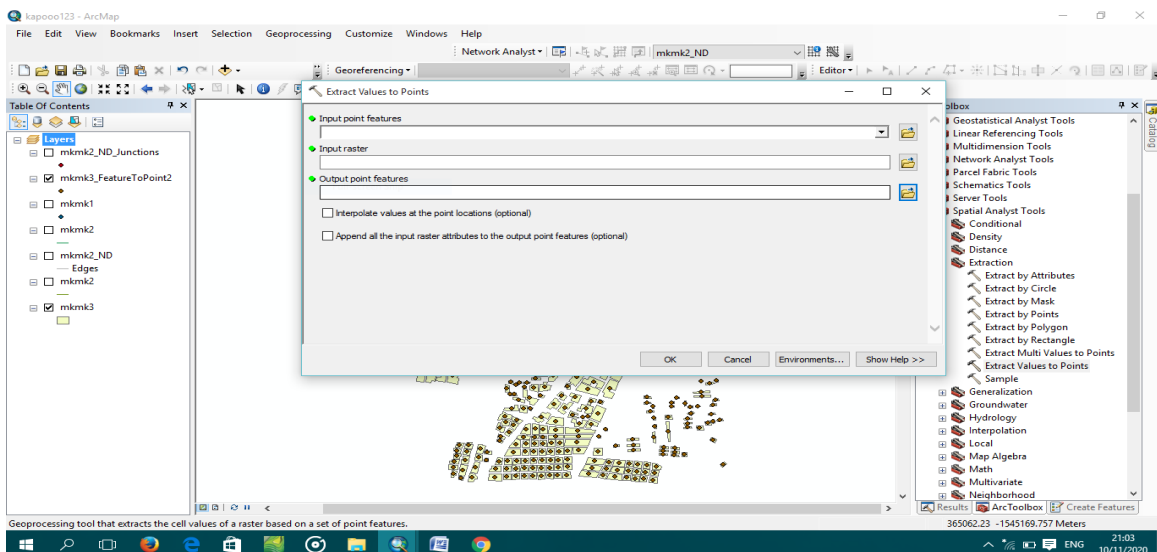 kapooo123 - ArcMap
File Edit View Bookmarks Insert Selection Geoprocessing Customize Windows Help
Network Analyst mkmk2_ND
Georeferencing Editor
Table Of Contents
Layers
mkmk2_ND_Junctions
mkmk3_FeatureToPoint2
mkmk1
mkmk2
mkmk2_ND
Edges
mkmk2
mkmk3
Extract Values to Points
Input point features
Input raster
Output point features
Interpolate values at the point locations (optional)
Append all the input raster attributes to the output point features (optional)
OK Cancel Environments... Show Help >>
Geostatistical Analyst Tools
Linear Referencing Tools
Multidimension Tools
Network Analyst Tools
Parcel Fabric Tools
Schematics Tools
Server Tools
Spatial Analyst Tools
Conditional
Density
Distance
Extraction
Extract by Attributes
Extract by Circle
Extract by Mask
Extract by Points
Extract by Polygon
Extract by Rectangle
Extract Multi Values to Points
Extract Values to Points
Sample
Generalization
Groundwater
Hydrology
Interpolation
Local
Map Algebra
Math
Multivariate
Neighborhood
Catalog
Results ArcToolbox Create Features
Geoprocessing tool that extracts the cell values of a raster based on a set of point features.
365062.23 -1545169.757 Meters
ENG
21:03
10/11/2020